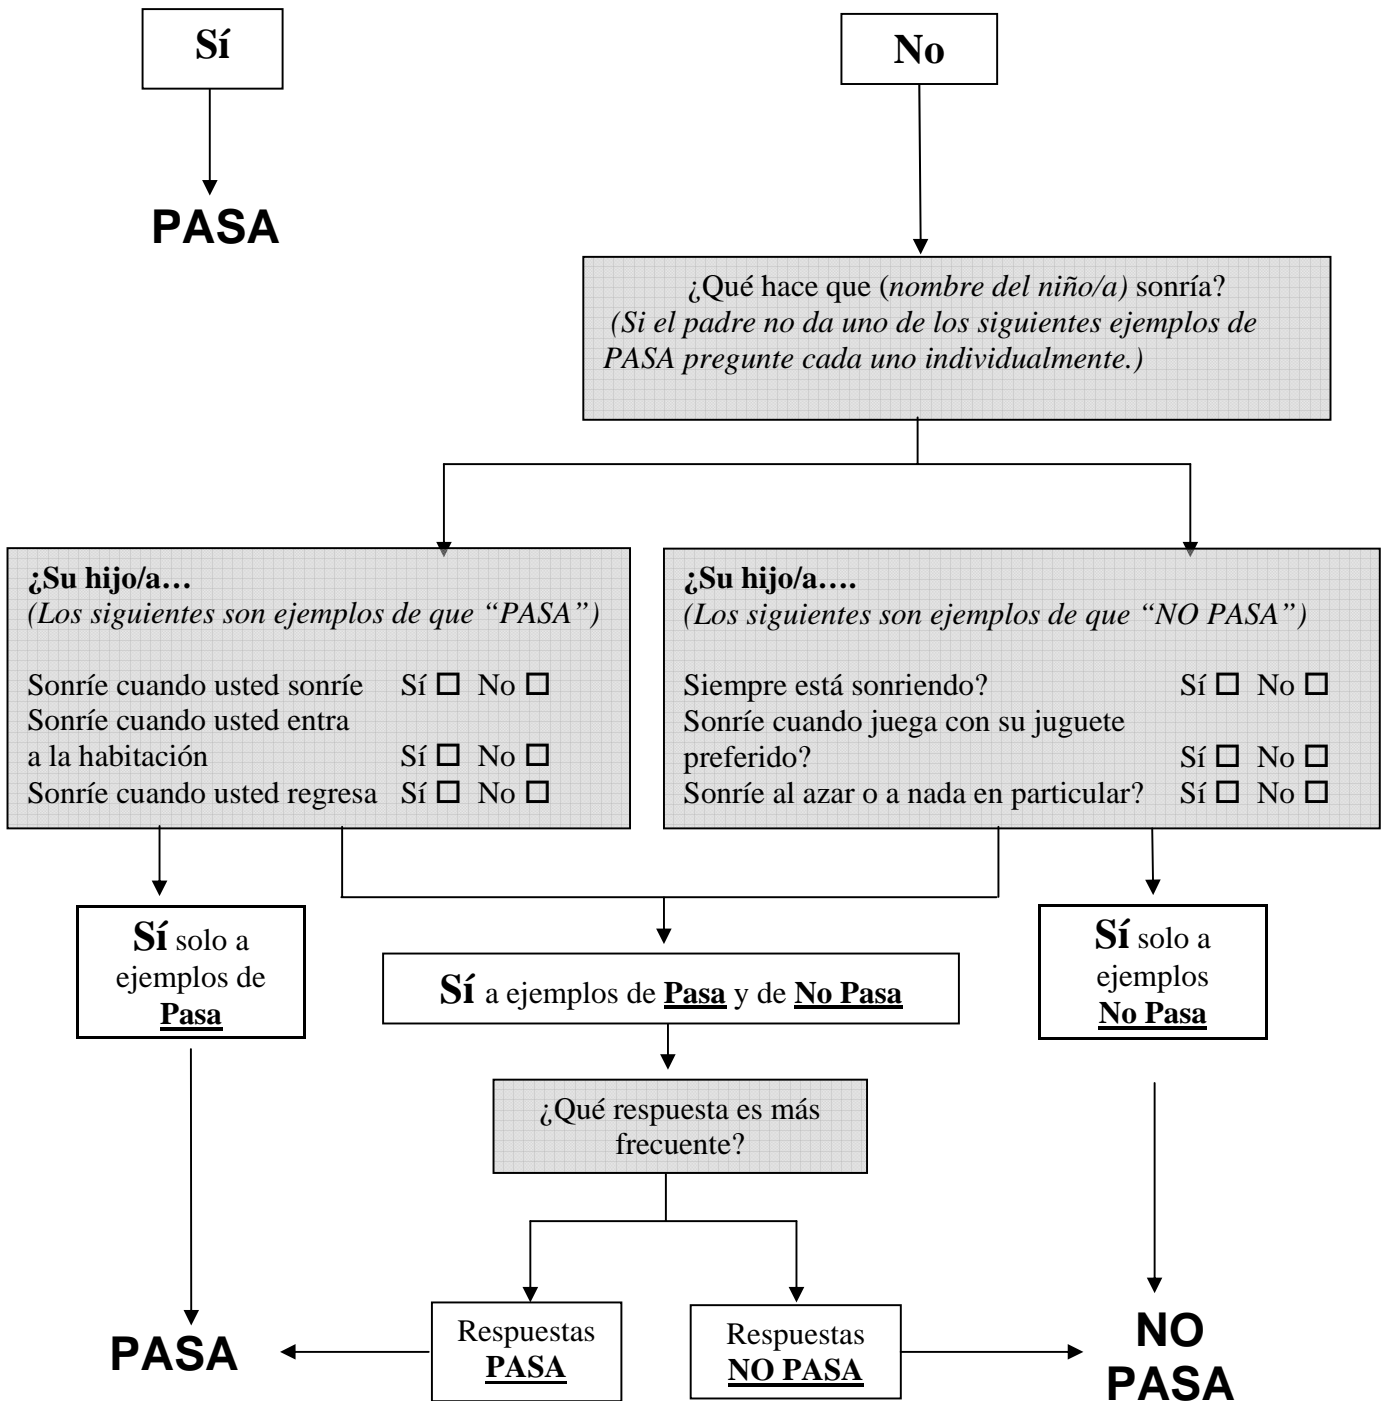 Sí
No
PASA
¿Qué hace que (nombre del niño/a) sonría?
(Si el padre no da uno de los siguientes ejemplos de
PASA pregunte cada uno individualmente.)
¿Su hijo/a…
(Los siguientes son ejemplos de que “PASA”)
Sonríe cuando usted sonríe Sí ☐ No ☐
Sonríe cuando usted entra
a la habitación Sí ☐ No ☐
Sonríe cuando usted regresa Sí ☐ No ☐
¿Su hijo/a….
(Los siguientes son ejemplos de que “NO PASA”)
Siempre está sonriendo? Sí ☐ No ☐
Sonríe cuando juega con su juguete
preferido? Sí ☐ No ☐
Sonríe al azar o a nada en particular? Sí ☐ No ☐
Sí solo a
ejemplos de
Pasa
Sí a ejemplos de Pasa y de No Pasa
Sí solo a
ejemplos
No Pasa
¿Qué respuesta es más
frecuente?
PASA
Respuestas
PASA
Respuestas
NO PASA
NO
PASA